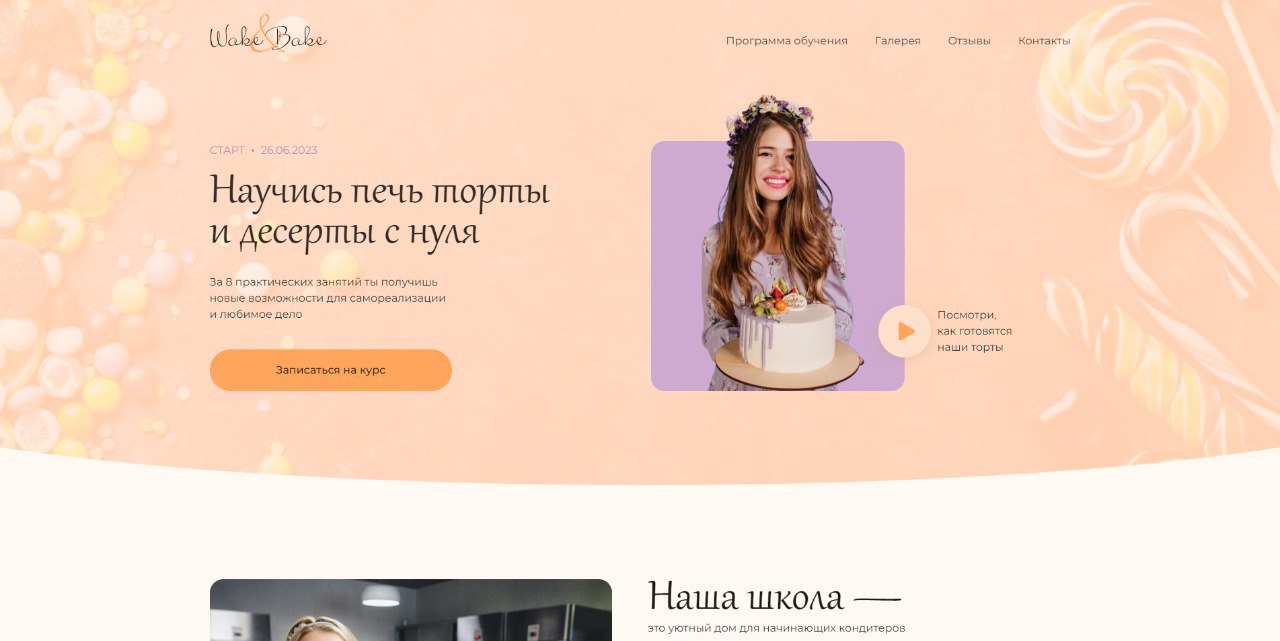 Wake & Bake
Программа обучения
Галерея
Отзывы
Контакты
СТАРТ • 26.06.2023
Научись печь торты
и десерты с нуля
За 8 практических занятий ты получишь
новые возможности для самореализации
и любимое дело
Записаться на курс
Посмотри,
как готовятся
наши торты
Наша школа —
это уютный дом для начинающих кондитеров